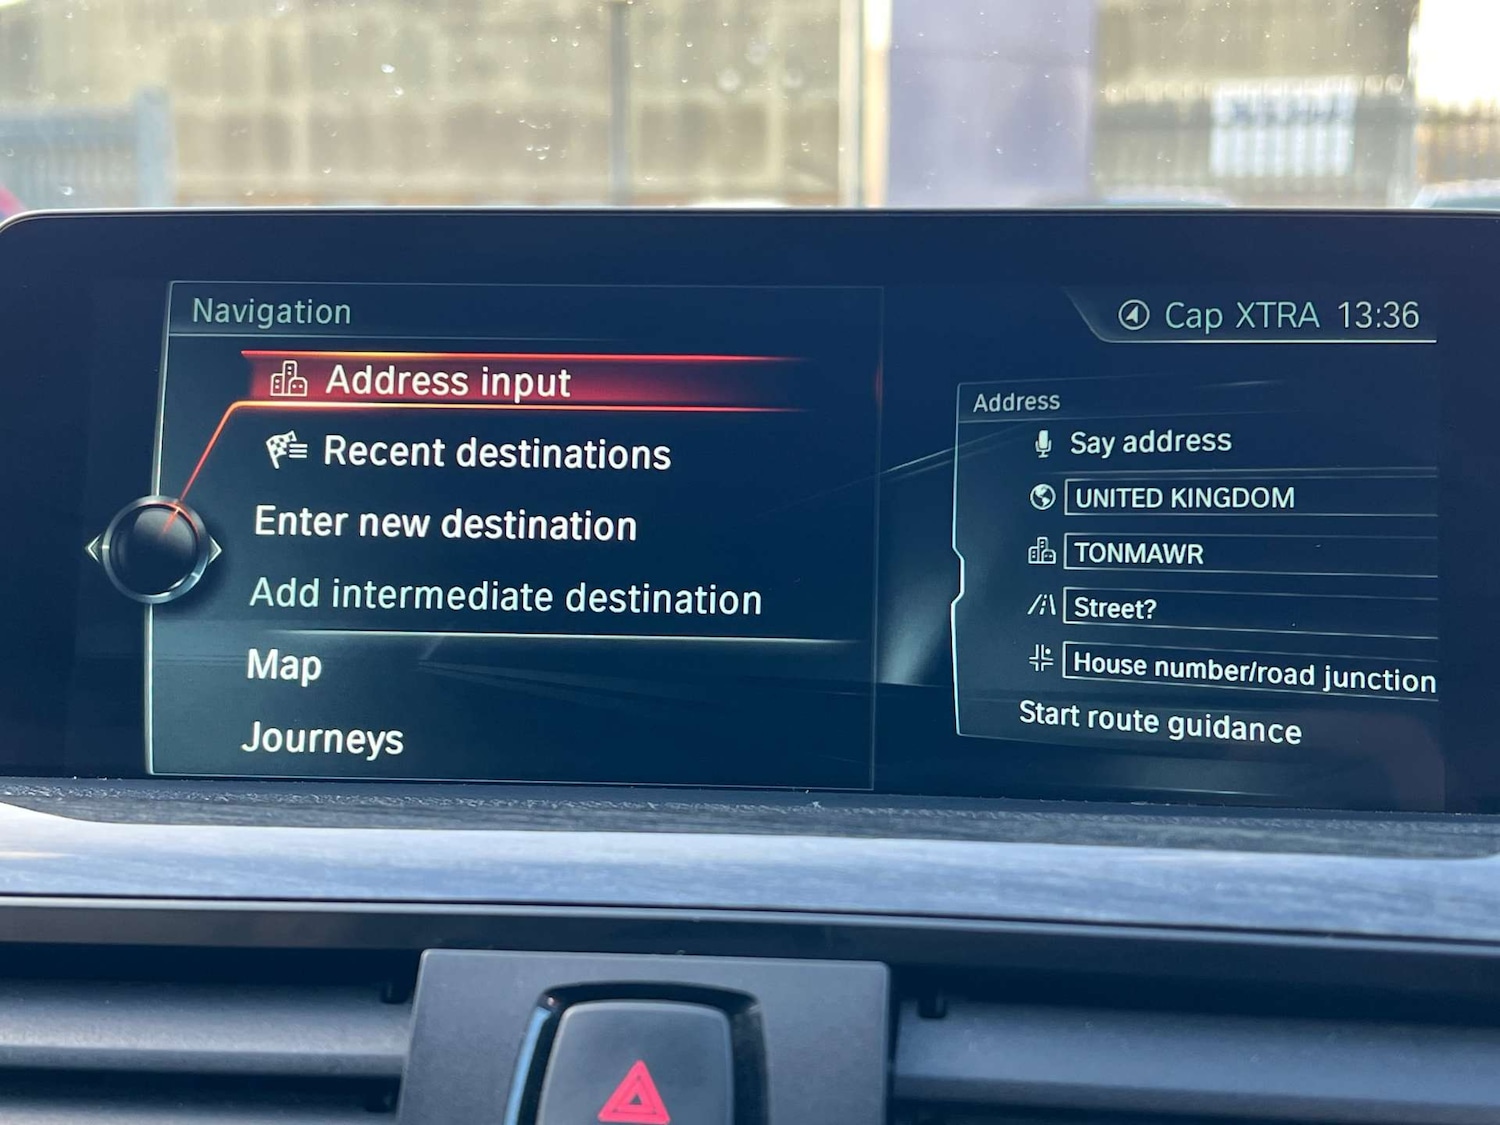 Navigation
Cap XTRA 13:36
Address input
Recent destinations
Enter new destination
Add intermediate destination
Map
Journeys
Address
Say address
UNITED KINGDOM
TONMAWR
Street?
House number/road junction
Start route guidance